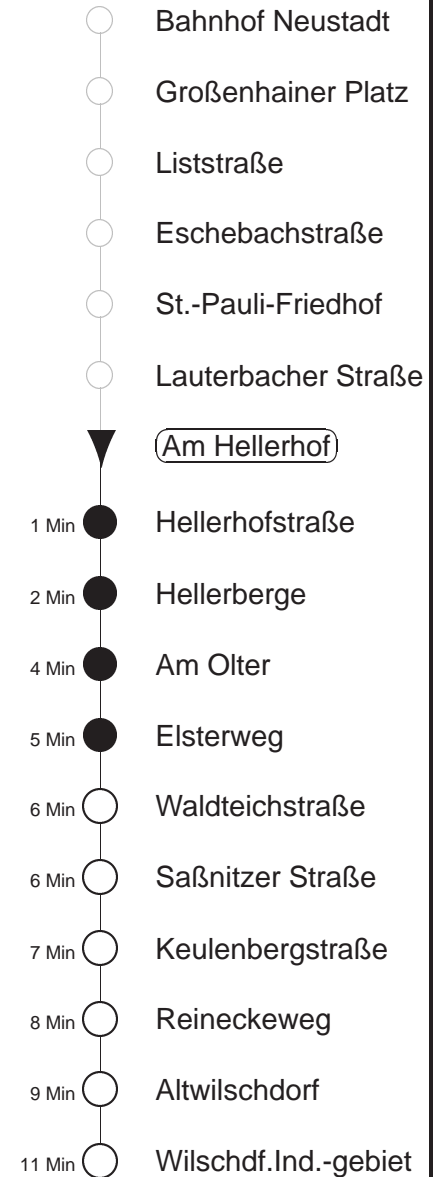 Bahnhof Neustadt
Großenhainer Platz
Liststraße
Eschebachstraße
St.-Pauli-Friedhof
Lauterbacher Straße
Am Hellerhof
1 Min Hellerhofstraße
2 Min Hellerberge
4 Min Am Olter
5 Min Elsterweg
6 Min Waldteichstraße
6 Min Saßnitzer Straße
7 Min Keulenbergstraße
8 Min Reineckeweg
9 Min Altwilschdorf
11 Min Wilschdf.Ind.-gebiet